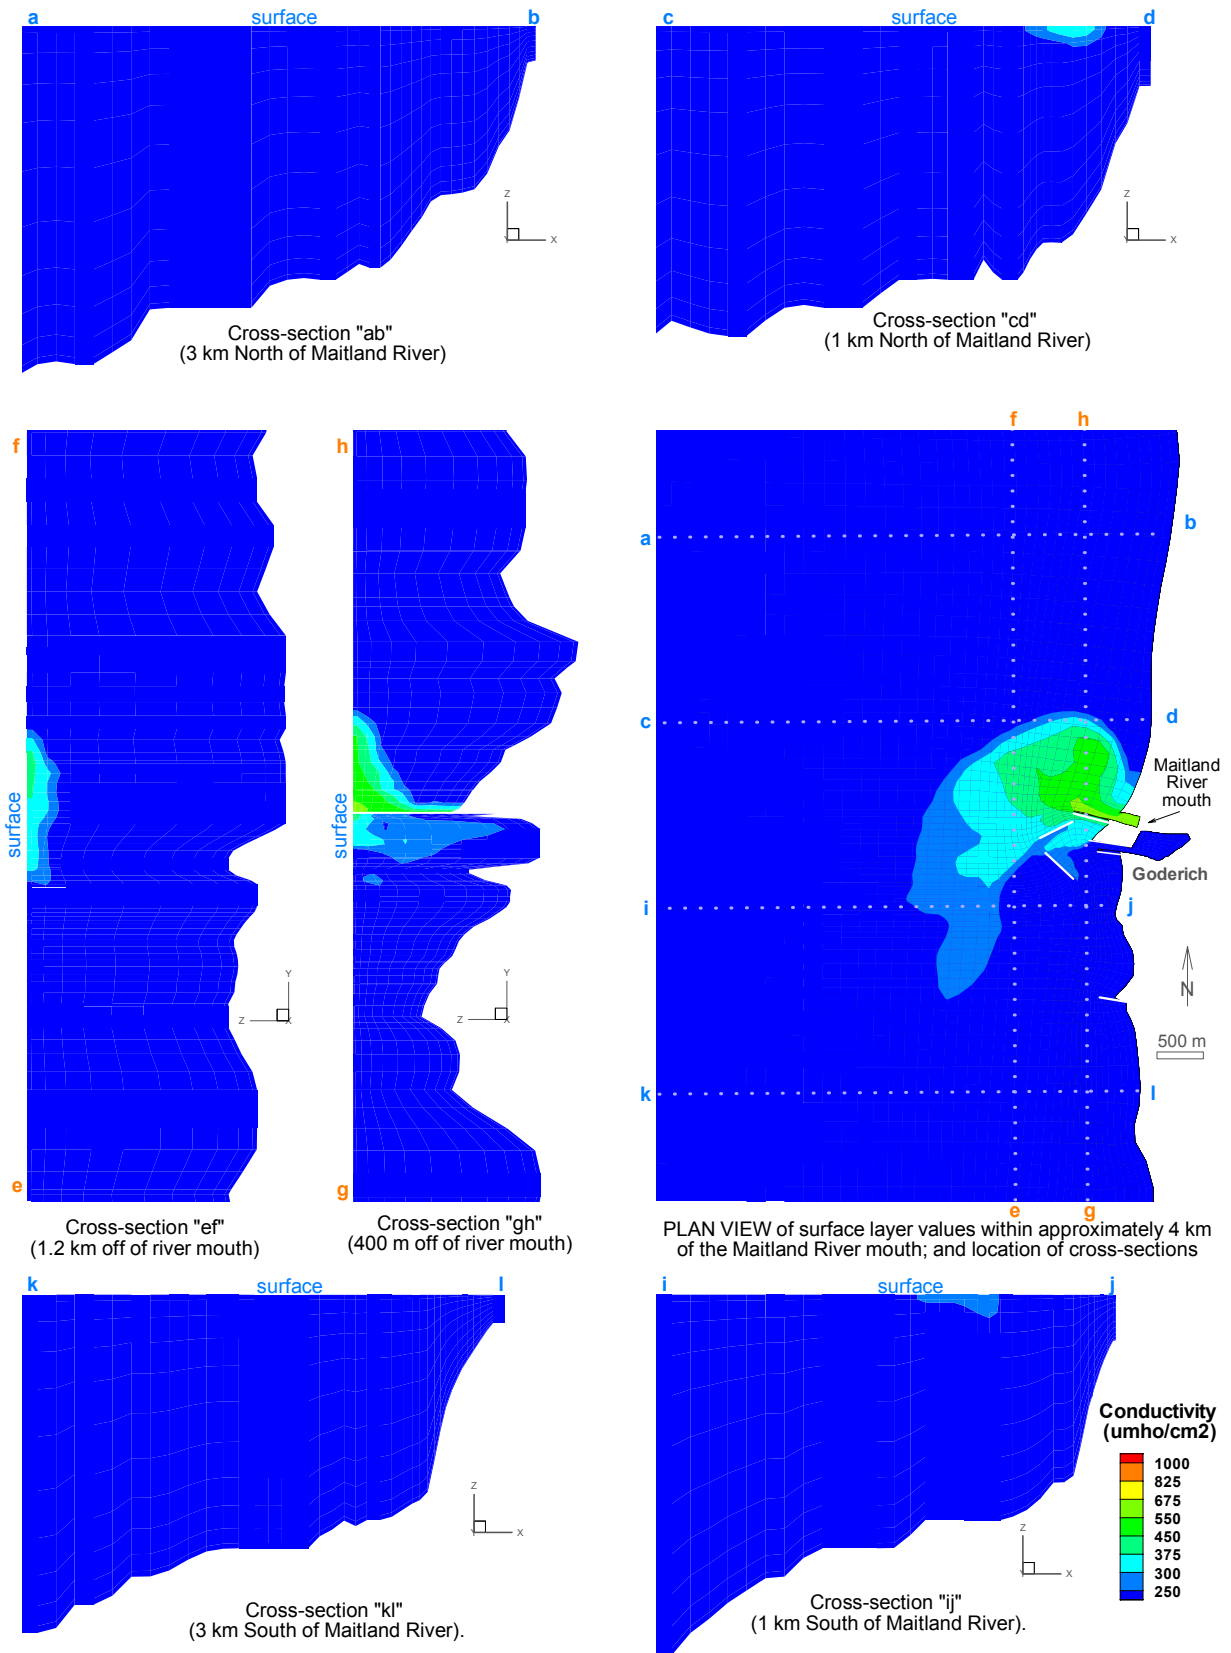 a surface b
c surface d
Z
X
Y
Z
X
Y
Cross-section "ab"
(3 km North of Maitland River)
Cross-section "cd"
(1 km North of Maitland River)
f
h
f h
surface
surface
a
b
c
d
Maitland
River
mouth
Goderich
i
j
N
500 m
k
l
Y
Z X
Y
Z X
e
g
e g
Cross-section "ef"
(1.2 km off of river mouth)
Cross-section "gh"
(400 m off of river mouth)
PLAN VIEW of surface layer values within approximately 4 km
of the Maitland River mouth; and location of cross-sections
k surface l
i surface j
Z
Y X
Z
Y X
Cross-section "kl"
(3 km South of Maitland River).
Cross-section "ij"
(1 km South of Maitland River).
Conductivity
(umho/cm2)
1000
825
675
550
450
375
300
250